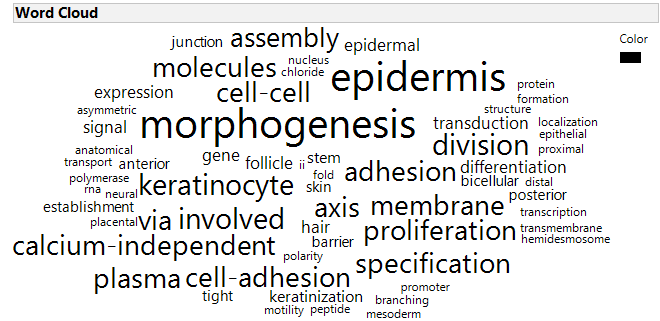 Word Cloud
Color
junction assembly epidermal
molecules nucleus chloride epidermis protein
expression cell-cell formation
asymmetric structure
signal morphogenesis transduction localization
epithelial
anatomical gene division proximal
transport anterior follicle ii stem adhesion differentiation
polymerase fold bicellular distal
rna neural keratinocyte skin posterior
establishment axis membrane transcription
placental via involved hair proliferation transmembrane
calcium-independent barrier hemidesmosome
polarity
plasma cell-adhesion specification
tight keratinization promoter
branching
motility peptide mesoderm